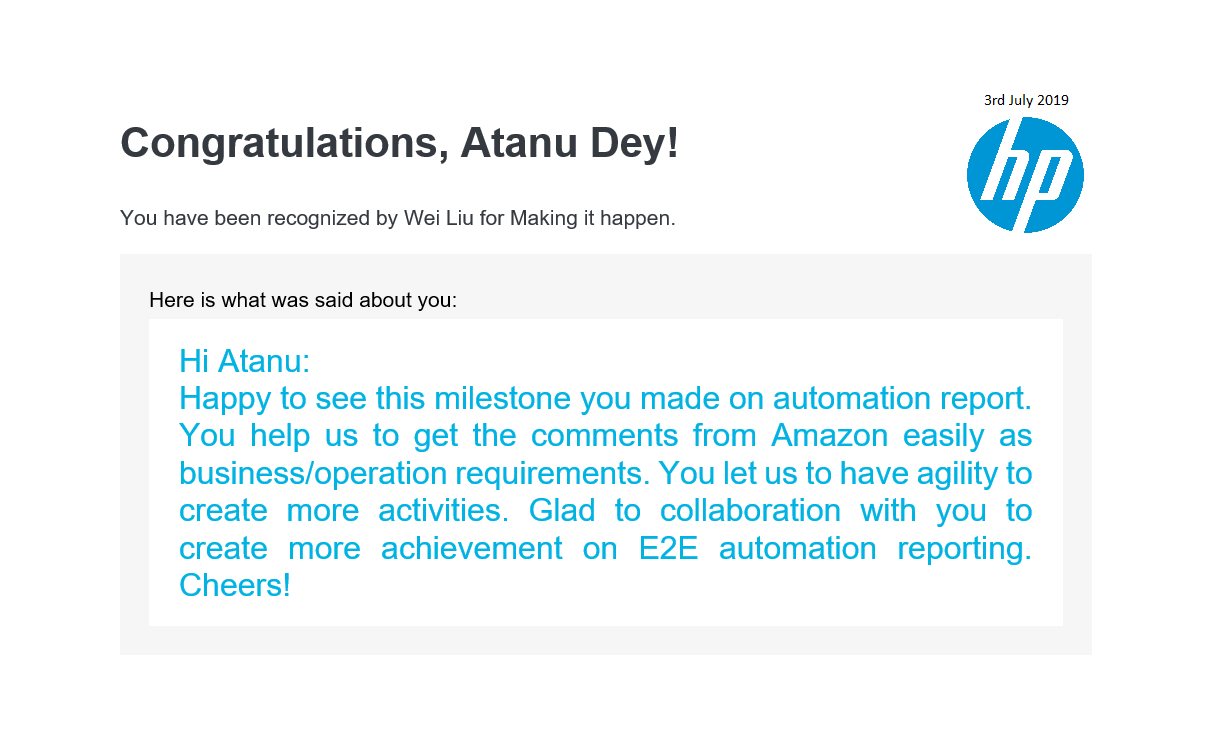 3rd July 2019
Congratulations, Atanu Dey!
hp
You have been recognized by Wei Liu for Making it happen.
Here is what was said about you:
Hi Atanu:
Happy to see this milestone you made on automation report.
You help us to get the comments from Amazon easily as
business/operation requirements. You let us to have agility to
create more activities. Glad to collaboration with you to
create more achievement on E2E automation reporting.
Cheers!